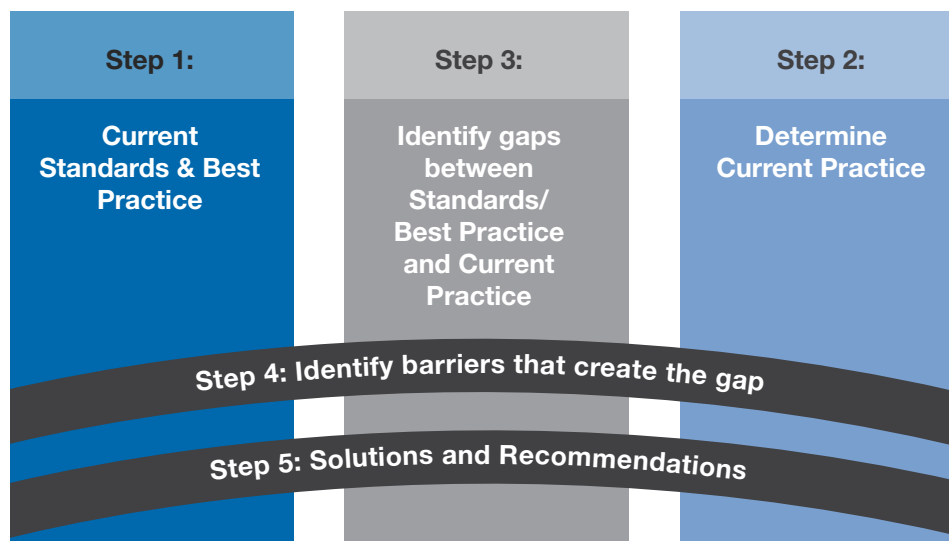 Step 1:
Current
Standards & Best
Practice
Step 3:
Identify gaps
between
Standards/
Best Practice
and Current
Practice
Step 2:
Determine
Current Practice
Step 4: Identify barriers that create the gap
Step 5: Solutions and Recommendations